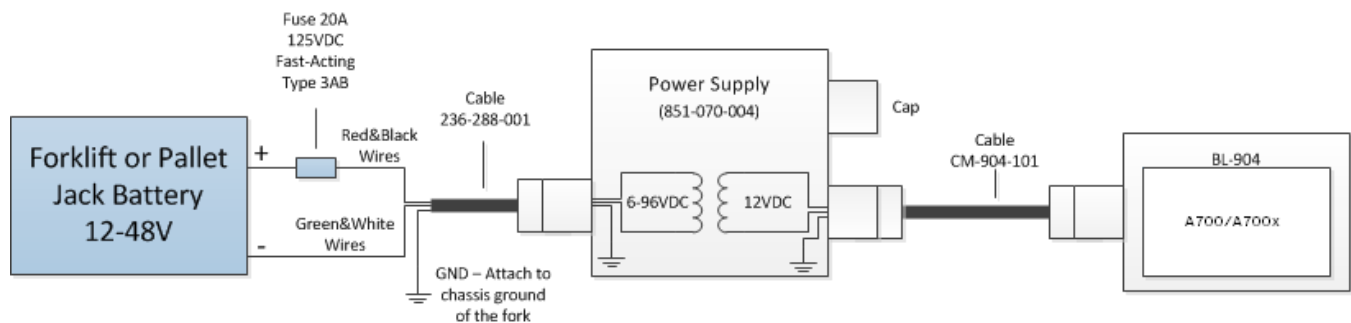 Fuse 20A
125VDC
Fast-Acting
Type 3AB
Forklift or Pallet
Jack Battery
12-48V
+
-
Red&Black
Wires
Green&White
Wires
Cable
236-288-001
GND – Attach to
chassis ground
of the fork
Power Supply
(851-070-004)
6-96VDC
12VDC
Cap
Cable
CM-904-101
BL-904
A700/A700x